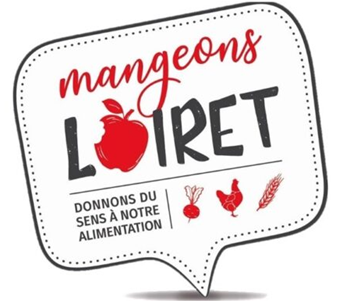 mangeons
LOIRET
DONNONS DU
SENS À NOTRE
ALIMENTATION